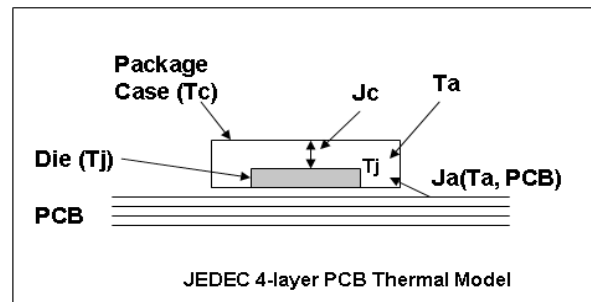 Package
Case (Tc)
Jc
Ta
Die (Tj)
Tj
Ja(Ta, PCB)
PCB
JEDEC 4-layer PCB Thermal Model